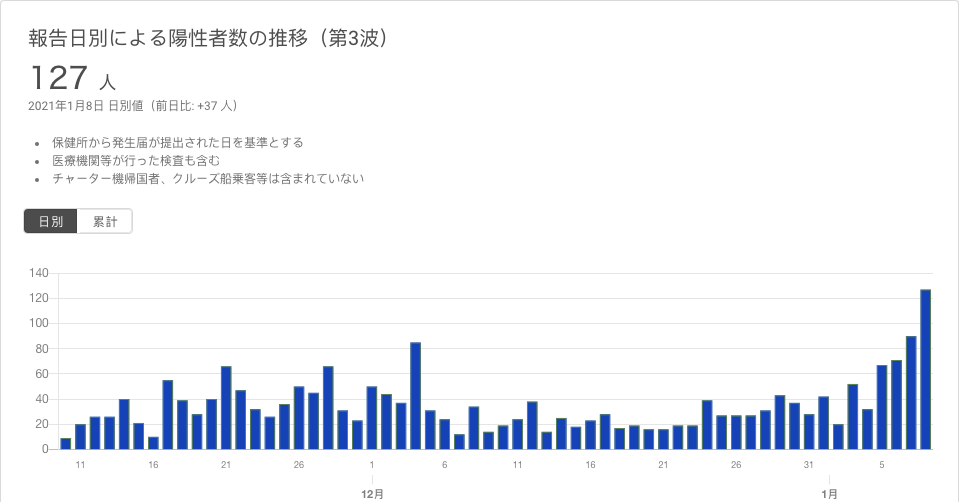 報告日別による陽性者数の推移（第3波）
127 人
2021年1月8日 日別値（前日比: +37 人）
保健所から発生届が提出された日を基準とする
医療機関等が行った検査も含む
チャーター機帰国者、クルーズ船乗客等は含まれていない
日別 累計
140
120
100
80
60
40
20
0
11 16 21 26 1 6 11 16 21 26 31 5
12月 1月